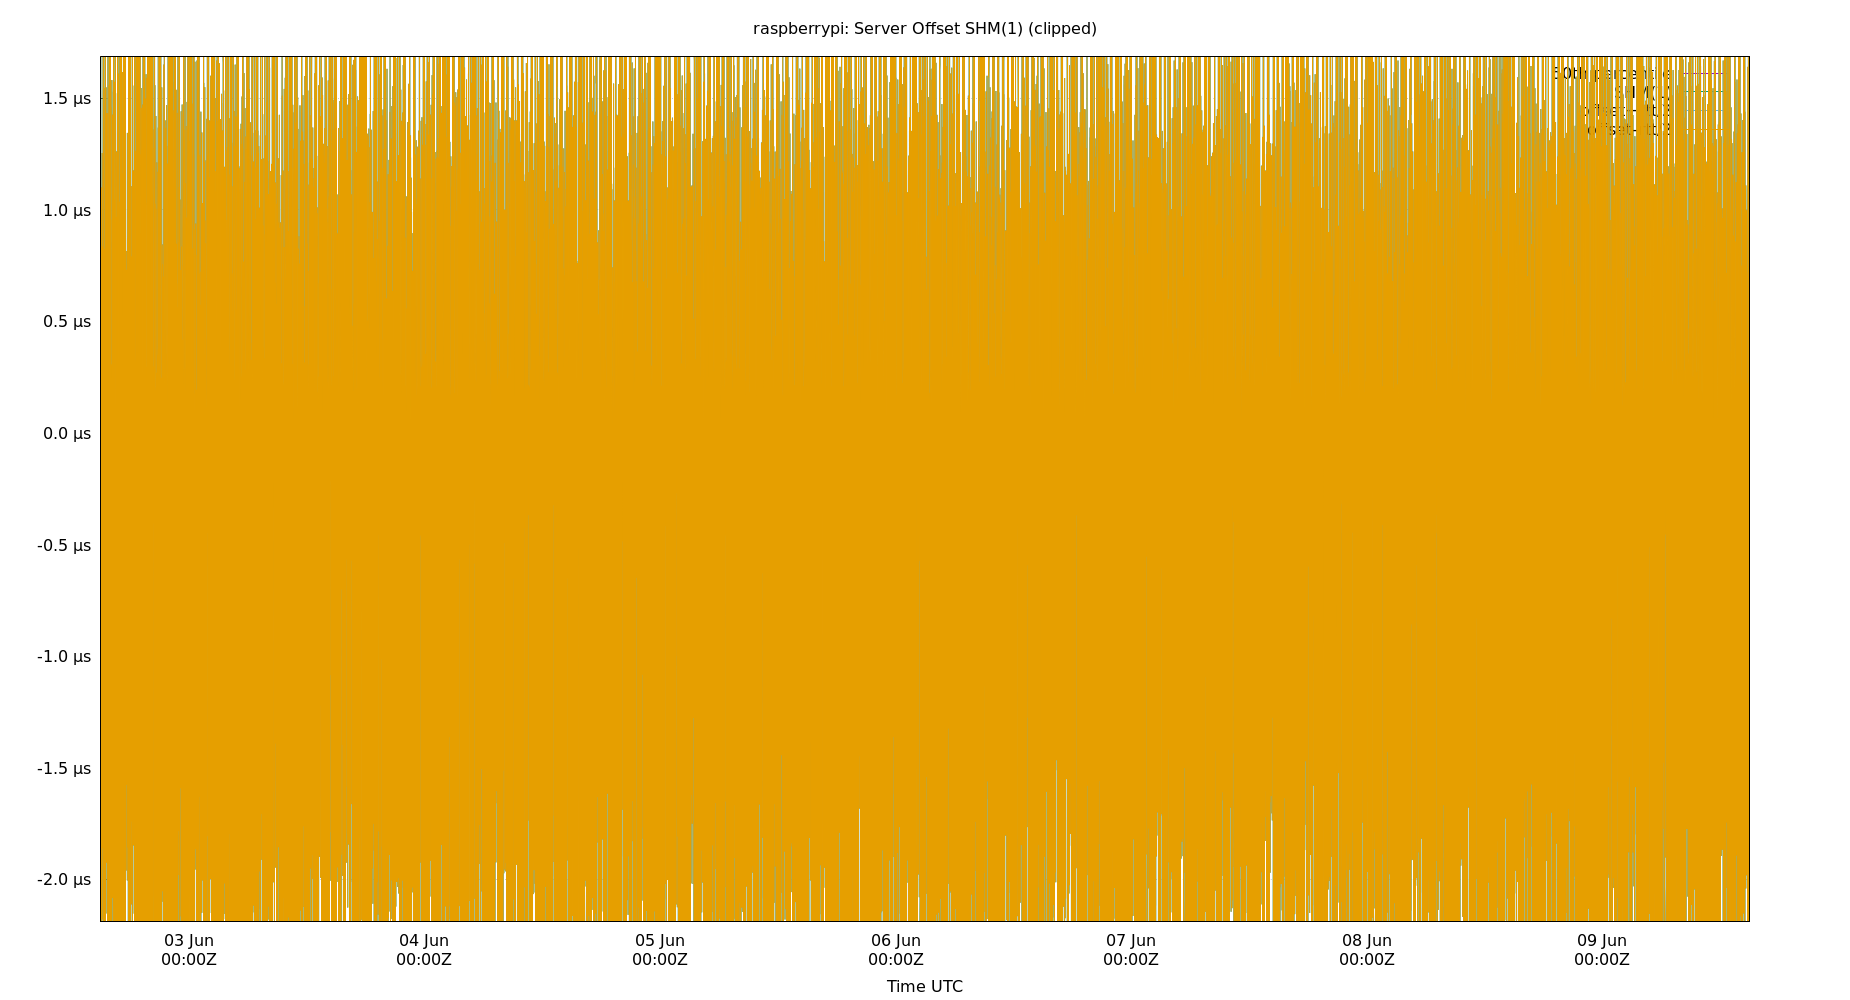 raspberrypi: Server Offset SHM(1) (clipped)
1.5 µs
1.0 µs
0.5 µs
0.0 µs
-0.5 µs
-1.0 µs
-1.5 µs
-2.0 µs
03 Jun 04 Jun 05 Jun 06 Jun 07 Jun 08 Jun 09 Jun
00:00Z 00:00Z 00:00Z 00:00Z 00:00Z 00:00Z 00:00Z
Time UTC